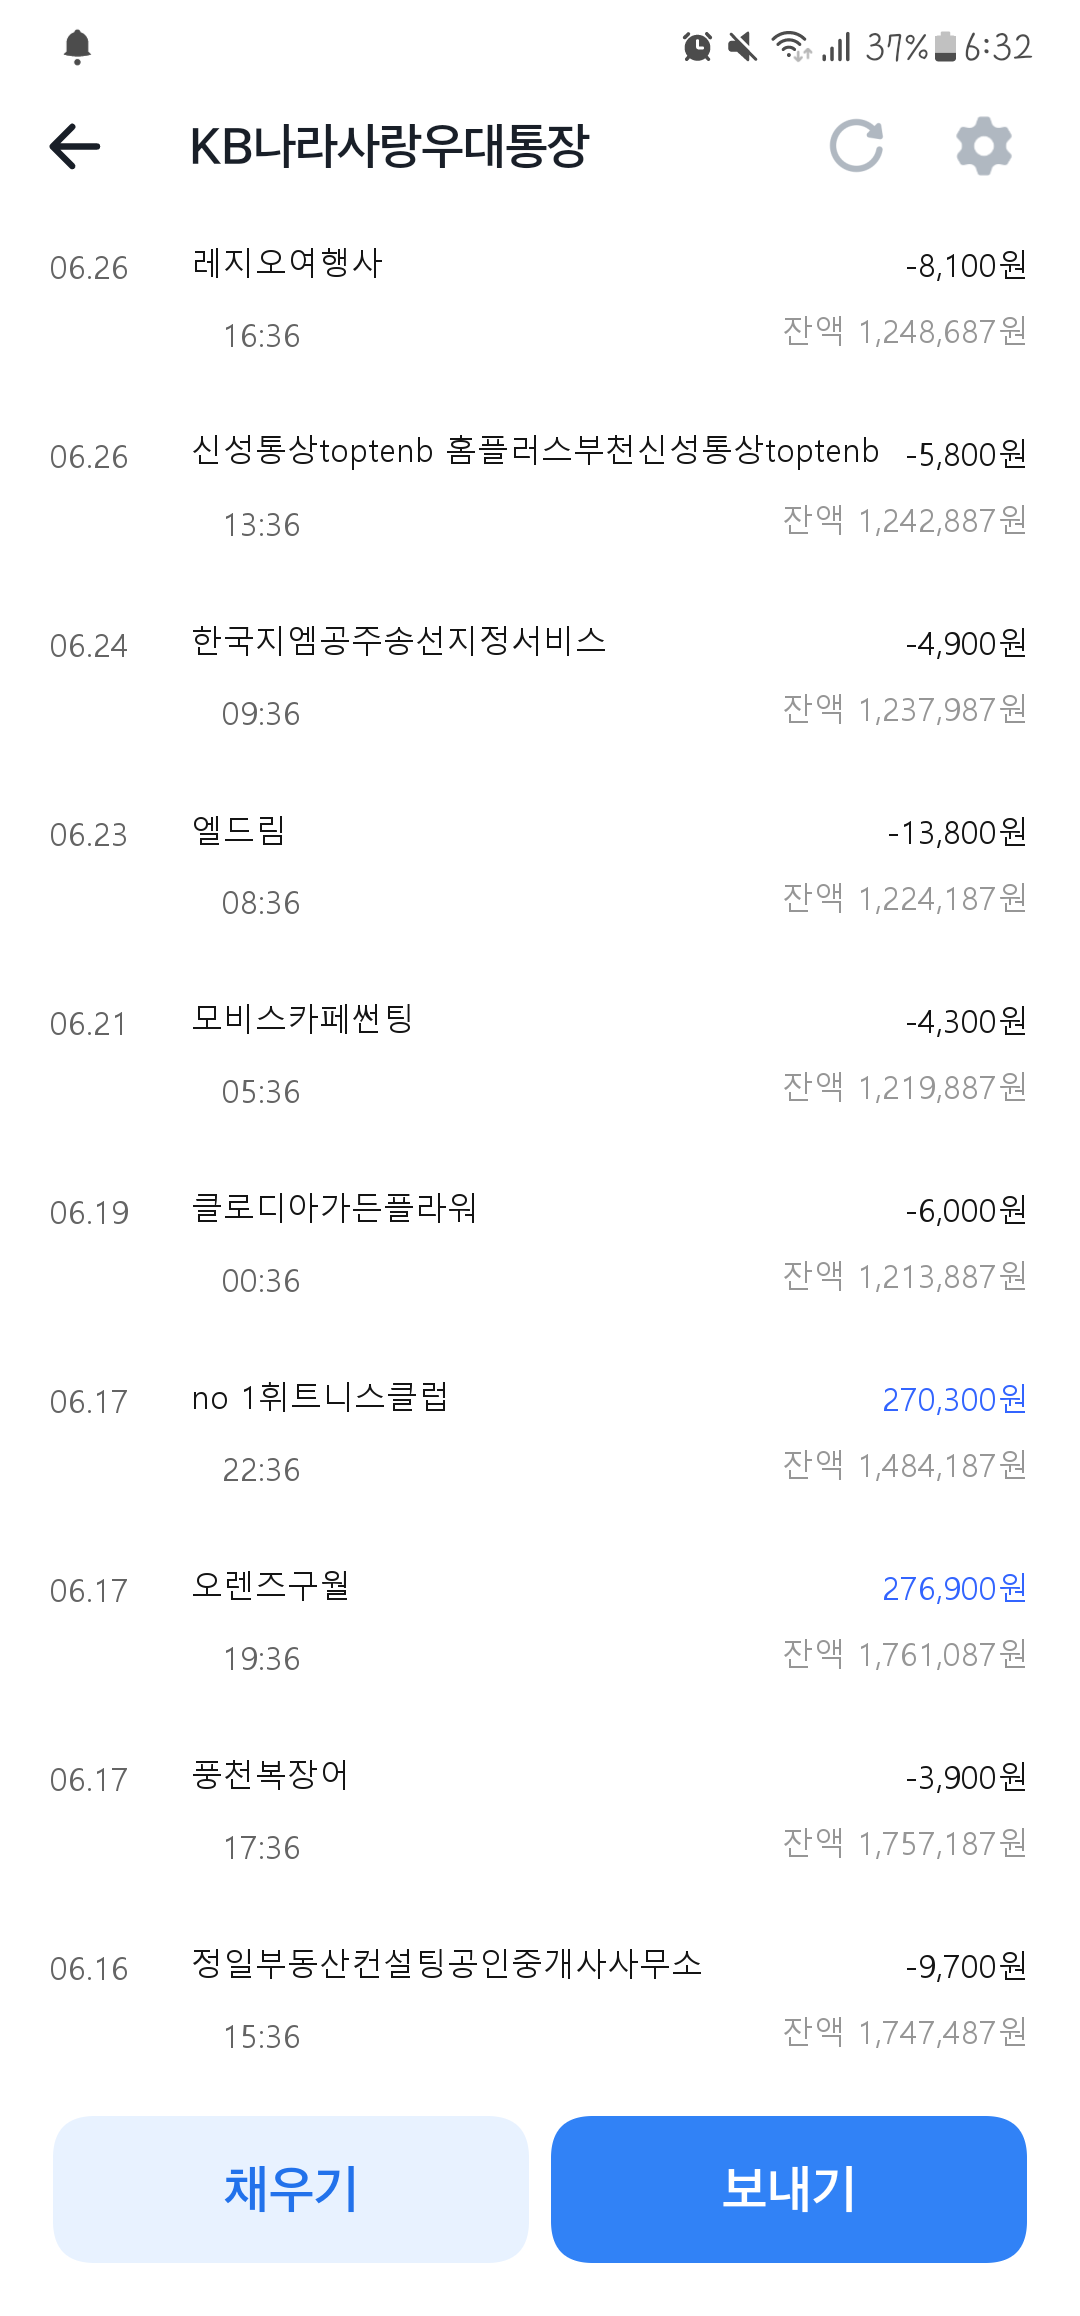 37% 6:32
KB나라사랑우대통장
06.26 레지오여행사 -8,100원
16:36 잔액 1,248,687원
06.26 신성통상toptenb 홈플러스부천신성통상toptenb -5,800원
13:36 잔액 1,242,887원
06.24 한국지엠공주송선지정서비스 -4,900원
09:36 잔액 1,237,987원
06.23 엘드림 -13,800원
08:36 잔액 1,224,187원
06.21 모비스카페썬팅 -4,300원
05:36 잔액 1,219,887원
06.19 클로디아가든플라워 -6,000원
00:36 잔액 1,213,887원
06.17 no 1휘트니스클럽 270,300원
22:36 잔액 1,484,187원
06.17 오렌즈구월 276,900원
19:36 잔액 1,761,087원
06.17 풍천복장어 -3,900원
17:36 잔액 1,757,187원
06.16 정일부동산컨설팅공인중개사사무소 -9,700원
15:36 잔액 1,747,487원
채우기 보내기